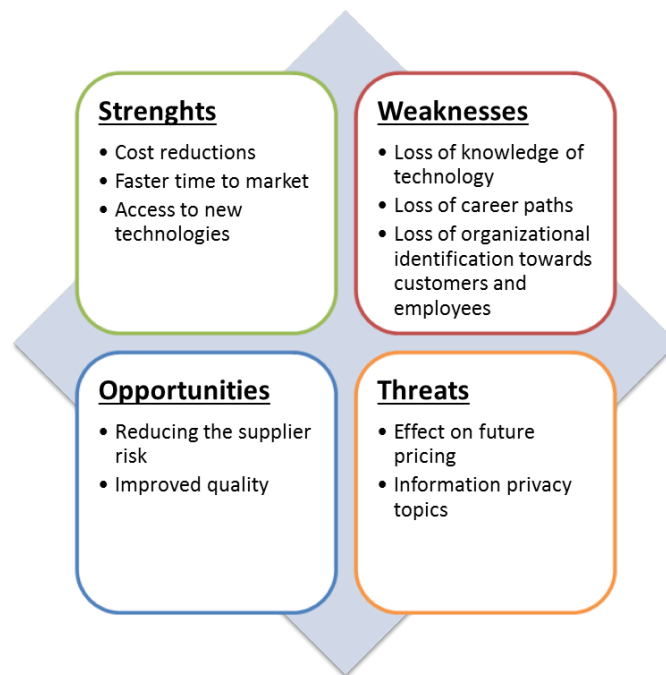 Strenghts
• Cost reductions
• Faster time to market
• Access to new
technologies
Weaknesses
• Loss of knowledge of
technology
• Loss of career paths
• Loss of organizational
identification towards
customers and
employees
Opportunities
• Reducing the supplier
risk
• Improved quality
Threats
• Effect on future
pricing
• Information privacy
topics